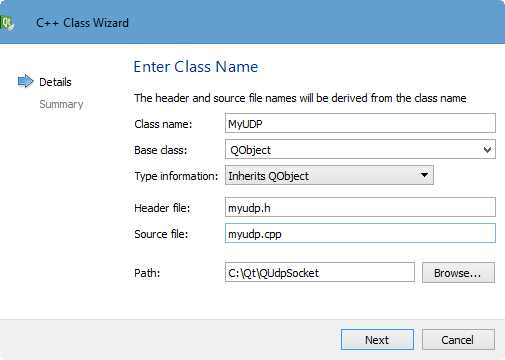 Qt C++ Class Wizard
Enter Class Name
Details
Summary
The header and source file names will be derived from the class name
Class name: MyUDP
Base class: QObject
Type information: Inherits QObject
Header file: myudp.h
Source file: myudp.cpp
Path: C:\Qt\QUdpSocket Browse...
Next Cancel